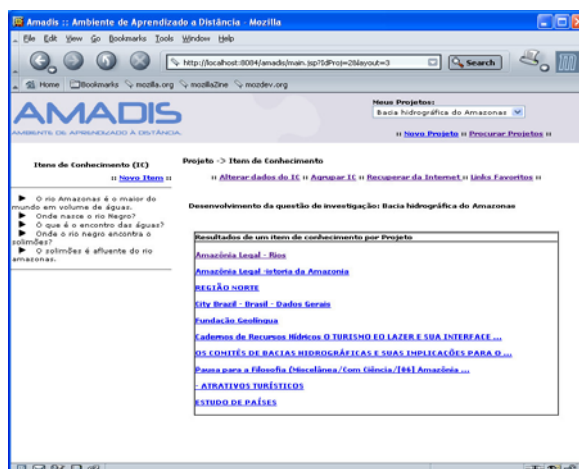 Amadis :: Ambiente de Aprendizado a Distância - Mozilla
File Edit View Go Bookmarks Tools Window Help
http://localhost:8084/amadis/main.jsp?IdProj=28layout=3
Search
Home Bookmarks mozilla.org mozillaZine mozdev.org
AMADIS
AMBIENTE DE APRENDIZADO À DISTÂNCIA.
Meus Projetos:
Bacia hidrográfica do Amazonas
:: Novo Projeto :: Procurar Projetos ::
Itens de Conhecimento (IC)
:: Novo Item ::
O rio Amazonas é o maior do
mundo em volume de águas.
Onde nasce o rio Negro?
O que é o encontro das águas?
Onde o rio negro encontra o
solimões?
O solimões é afluente do rio
amazonas.
Projeto -> Item de Conhecimento
:: Alterar dados do IC :: Agrupar IC :: Recuperar da Internet :: Links Favoritos ::
Desenvolvimento da questão de investigação: Bacia hidrográfica do Amazonas
Resultados de um item de conhecimento por Projeto
Amazônia Legal - Rios
Amazônia Legal -istoria da Amazonia
REGIÃO NORTE
City Brazil - Brasil - Dados Gerais
Fundação Geolíngua
Cadernos de Recursos Hídricos O TURISMO EO LAZER E SUA INTERFACE ...
OS COMITÊS DE BACIAS HIDROGRÁFICAS E SUAS IMPLICAÇÕES PARA O ...
Pausa para a Filosofia (Miscelânea/Com Ciência/[06] Amazônia ...
- ATRATIVOS TURÍSTICOS
ESTUDO DE PAÍSES